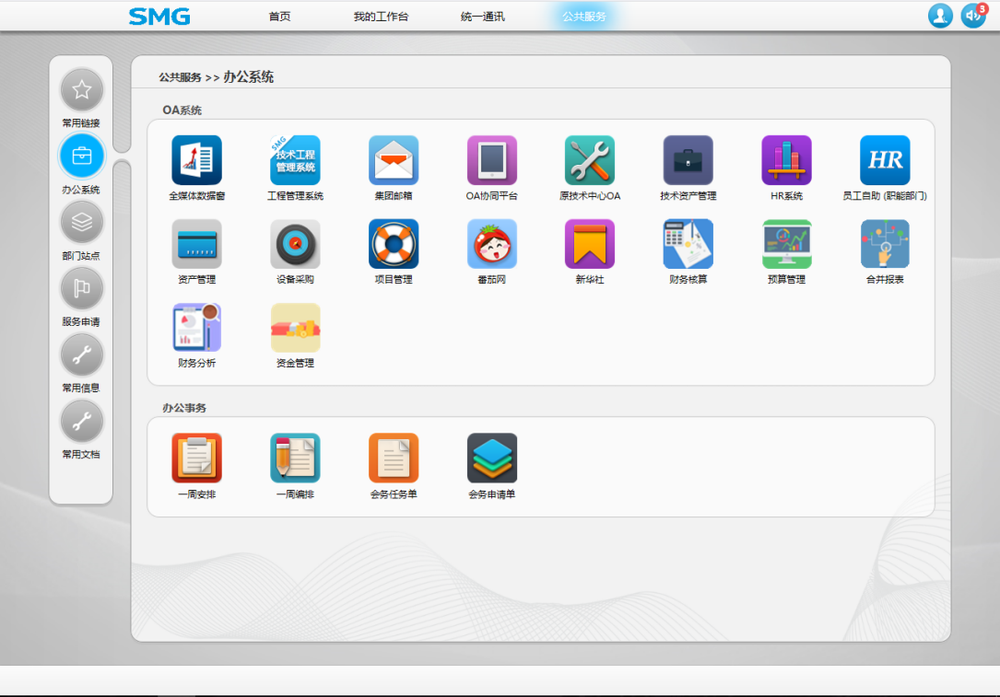 SMG
首页
我的工作台
统一通讯
公共服务
3
常用链接
办公系统
部门站点
服务申请
常用信息
常用文档
公共服务 >> 办公系统
OA系统
SMG
技术工程
管理系统
HR
全媒体数据窗
工程管理系统
集团邮箱
OA协同平台
原技术中心OA
技术资产管理
HR系统
员工自助 (职能部门)
资产管理
设备采购
项目管理
番茄网
新华社
财务核算
预算管理
合并报表
财务分析
资金管理
办公事务
一周安排
一周编排
会务任务单
会务申请单